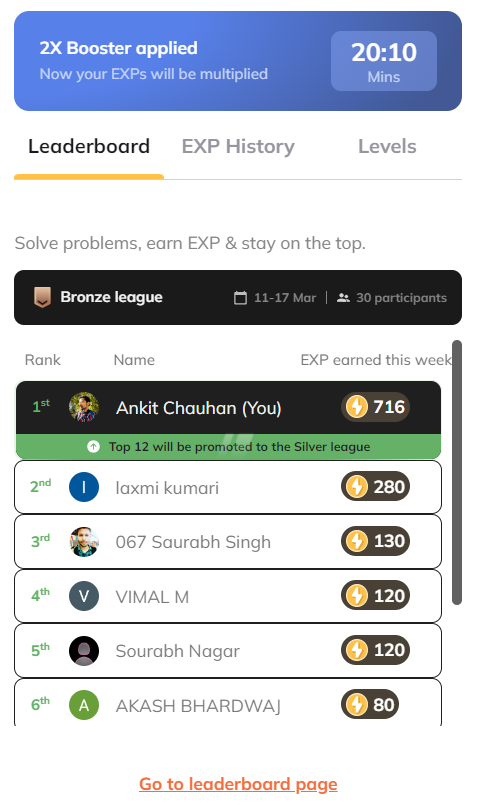 2X Booster applied
Now your EXPs will be multiplied
20:10
Mins
Leaderboard EXP History Levels
Solve problems, earn EXP & stay on the top.
Bronze league 11-17 Mar | 30 participants
Rank Name EXP earned this week
1st Ankit Chauhan (You) 716
Top 12 will be promoted to the Silver league
2nd l laxmi kumari 280
3rd 067 Saurabh Singh 130
4th V VIMAL M 120
5th Sourabh Nagar 120
6th A AKASH BHARDWAJ 80
Go to leaderboard page